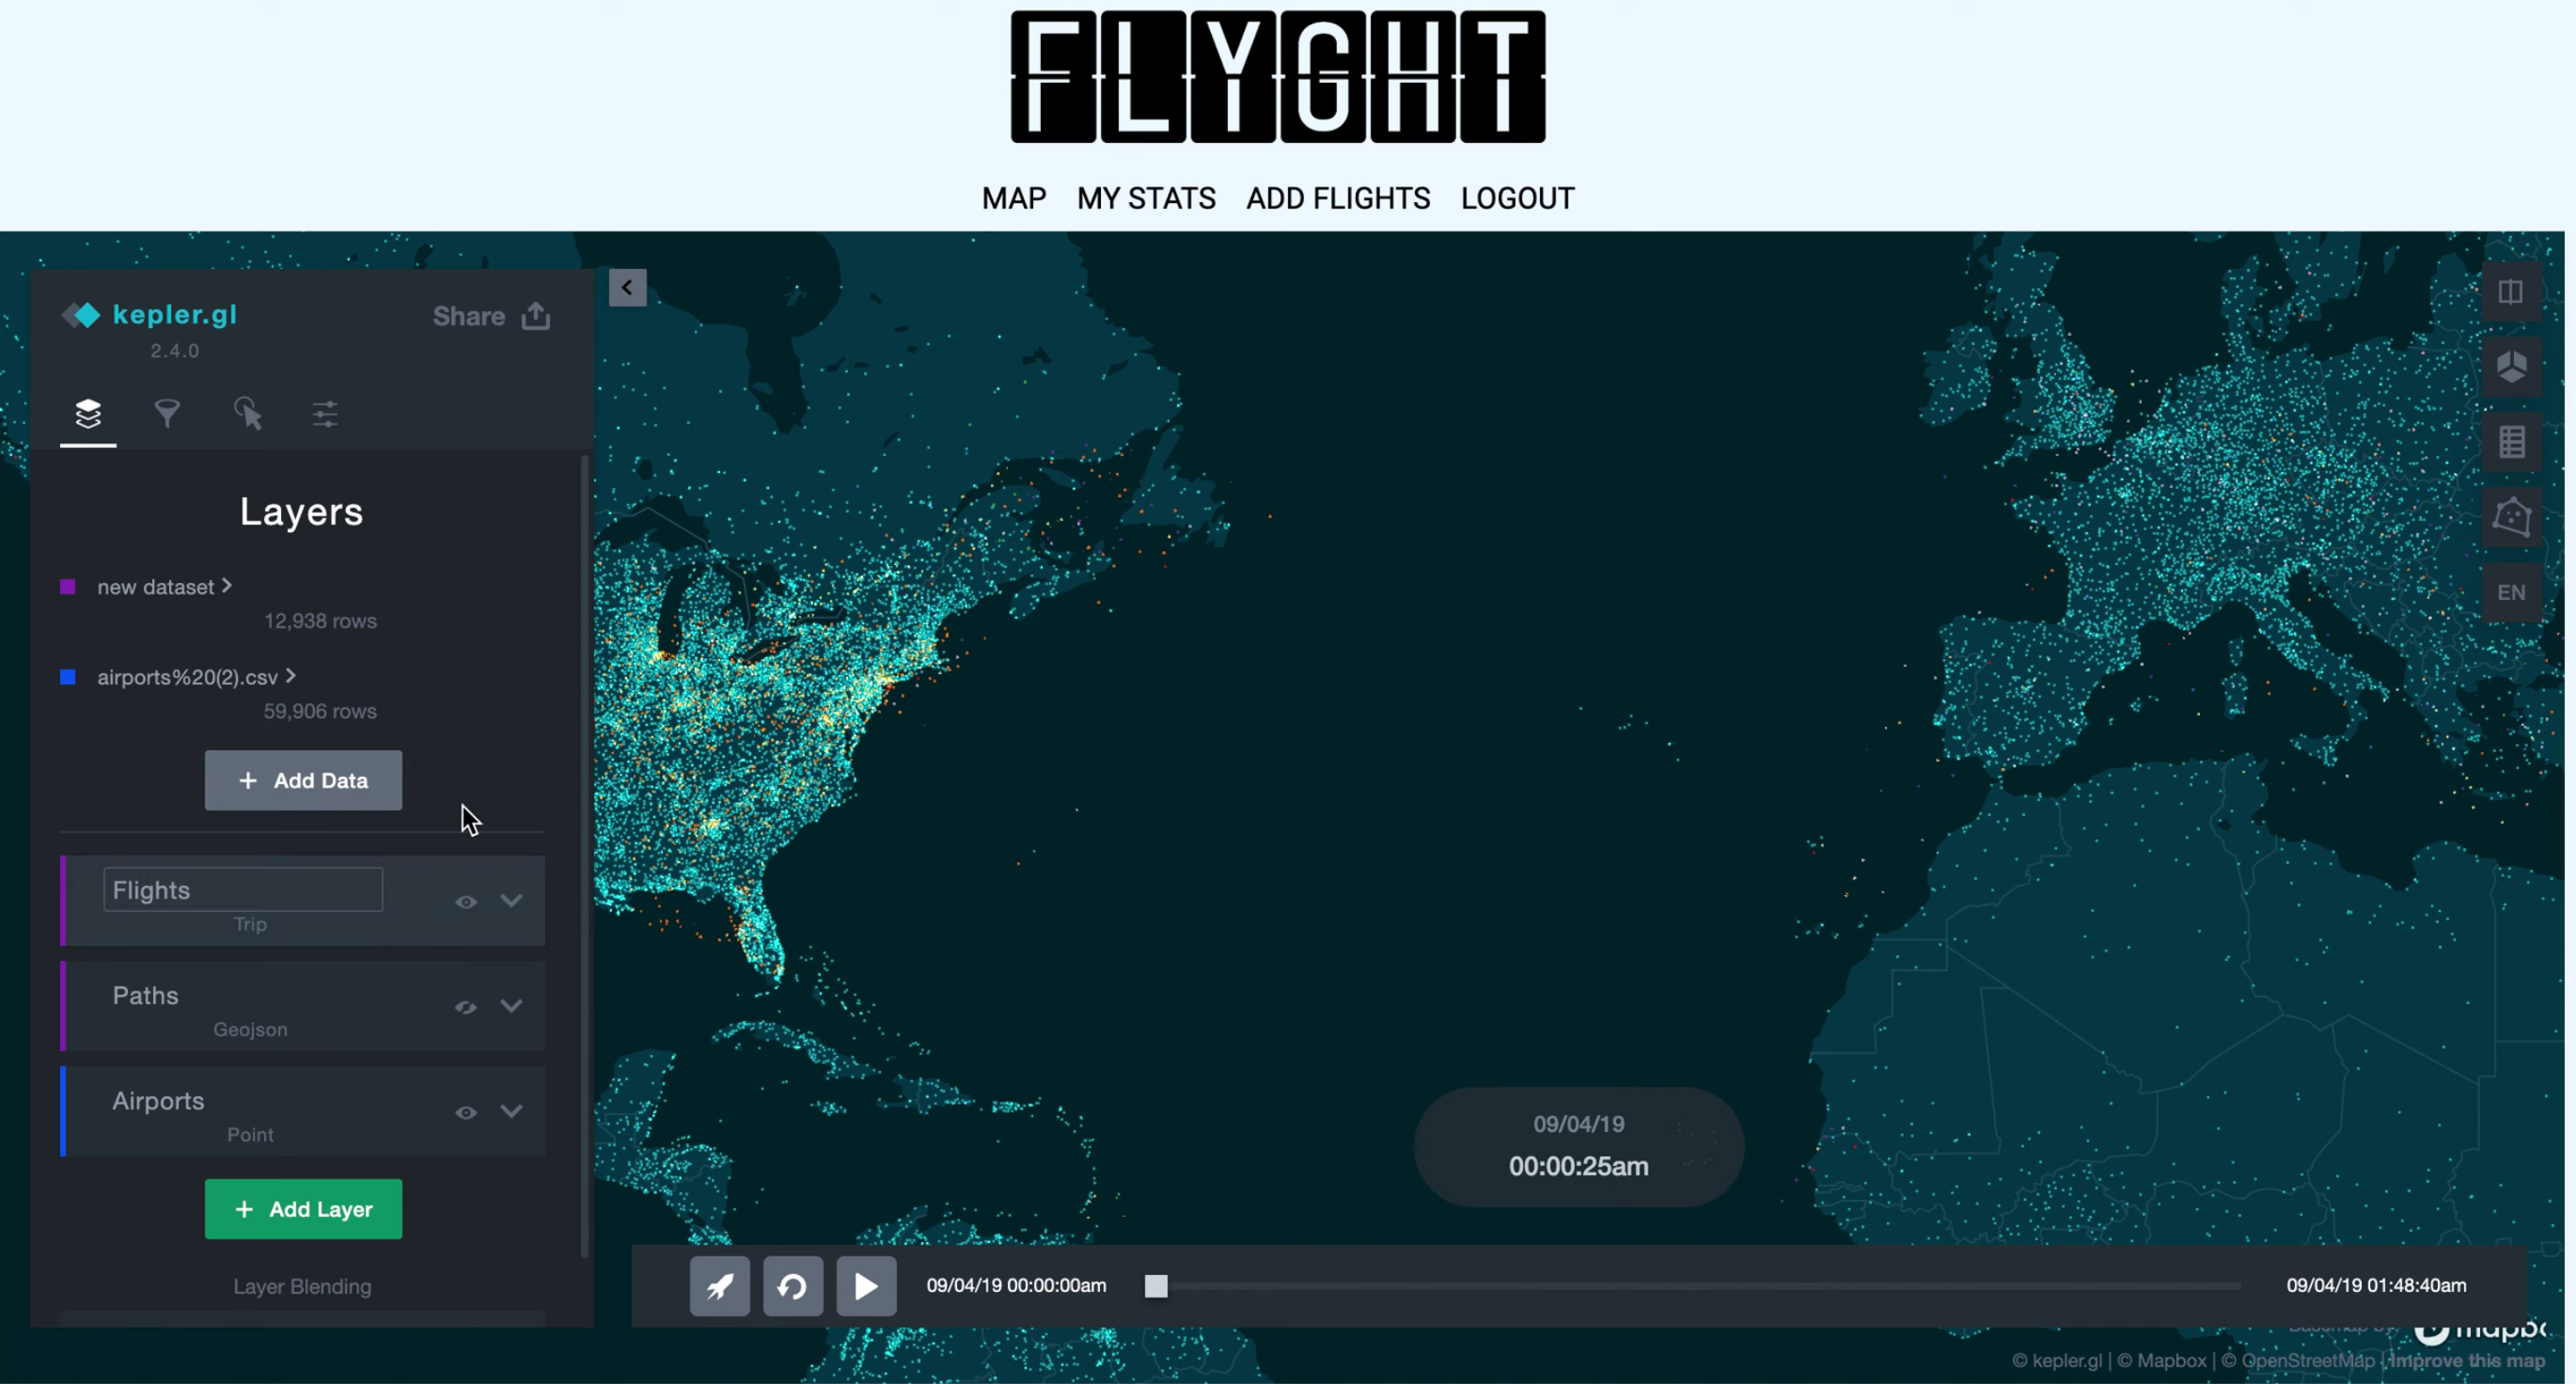 FLYGHT
MAP MY STATS ADD FLIGHTS LOGOUT
kepler.gl
2.4.0
Share
Layers
new dataset
12,938 rows
airports%20(2).csv
59,906 rows
+ Add Data
Flights
Trip
Paths
Geojson
Airports
Point
+ Add Layer
Layer Blending
EN
09/04/19
00:00:25am
09/04/19 00:00:00am
09/04/19 01:48:40am
Basemap by
© kepler.gl | © Mapbox | © OpenStreetMap | Improve this map